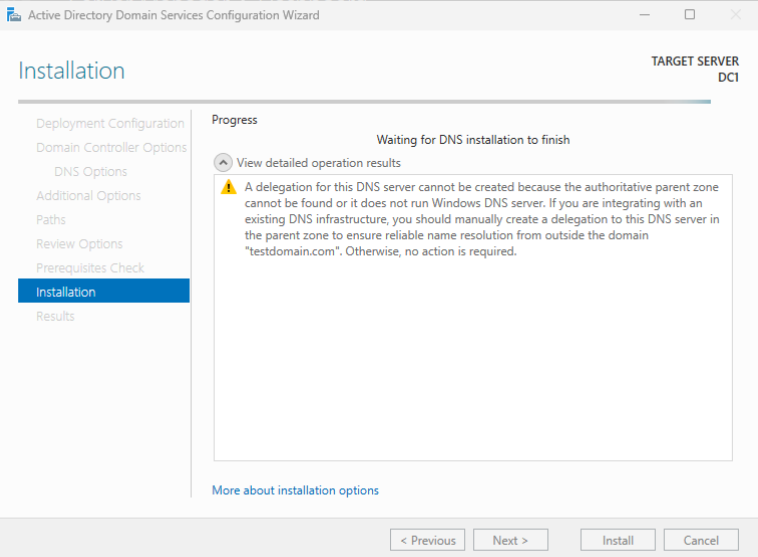 Active Directory Domain Services Configuration Wizard
Installation
TARGET SERVER
DC1
Deployment Configuration
Domain Controller Options
DNS Options
Additional Options
Paths
Review Options
Prerequisites Check
Installation
Results
Progress
Waiting for DNS installation to finish
View detailed operation results
A delegation for this DNS server cannot be created because the authoritative parent zone
cannot be found or it does not run Windows DNS server. If you are integrating with an
existing DNS infrastructure, you should manually create a delegation to this DNS server in
the parent zone to ensure reliable name resolution from outside the domain
"testdomain.com". Otherwise, no action is required.
More about installation options
< Previous
Next >
Install
Cancel